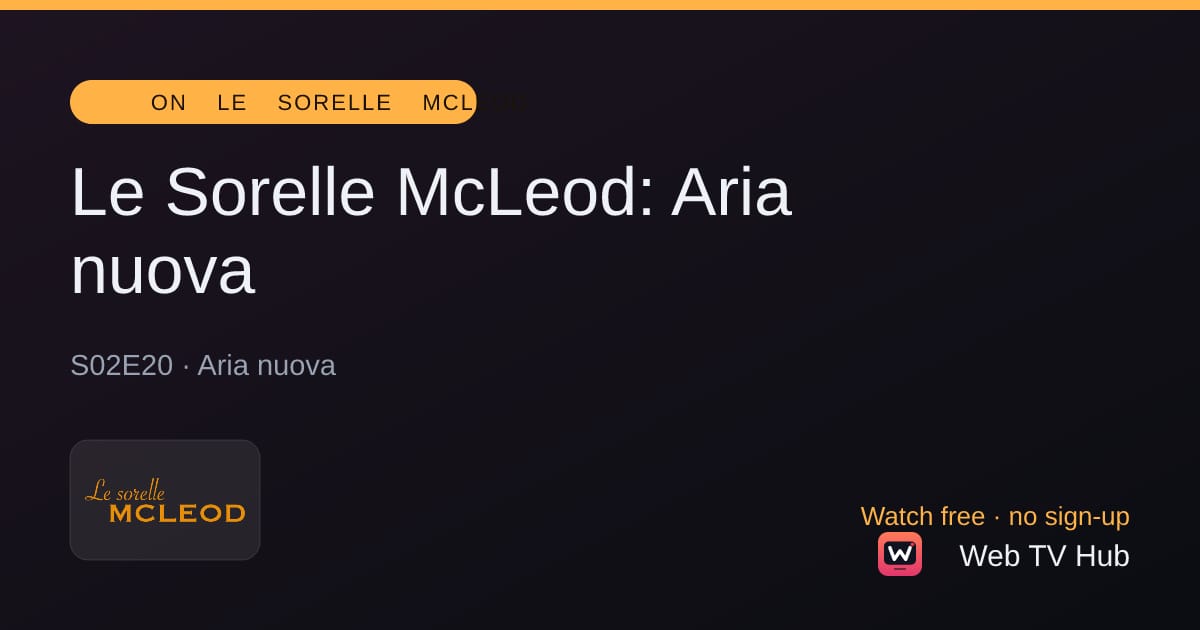 ON LE SORELLE MCLEOD
Le Sorelle McLeod: Aria
nuova
S02E20 · Aria nuova
Le sorelle
MCLEOD
Watch free · no sign-up
W
Web TV Hub